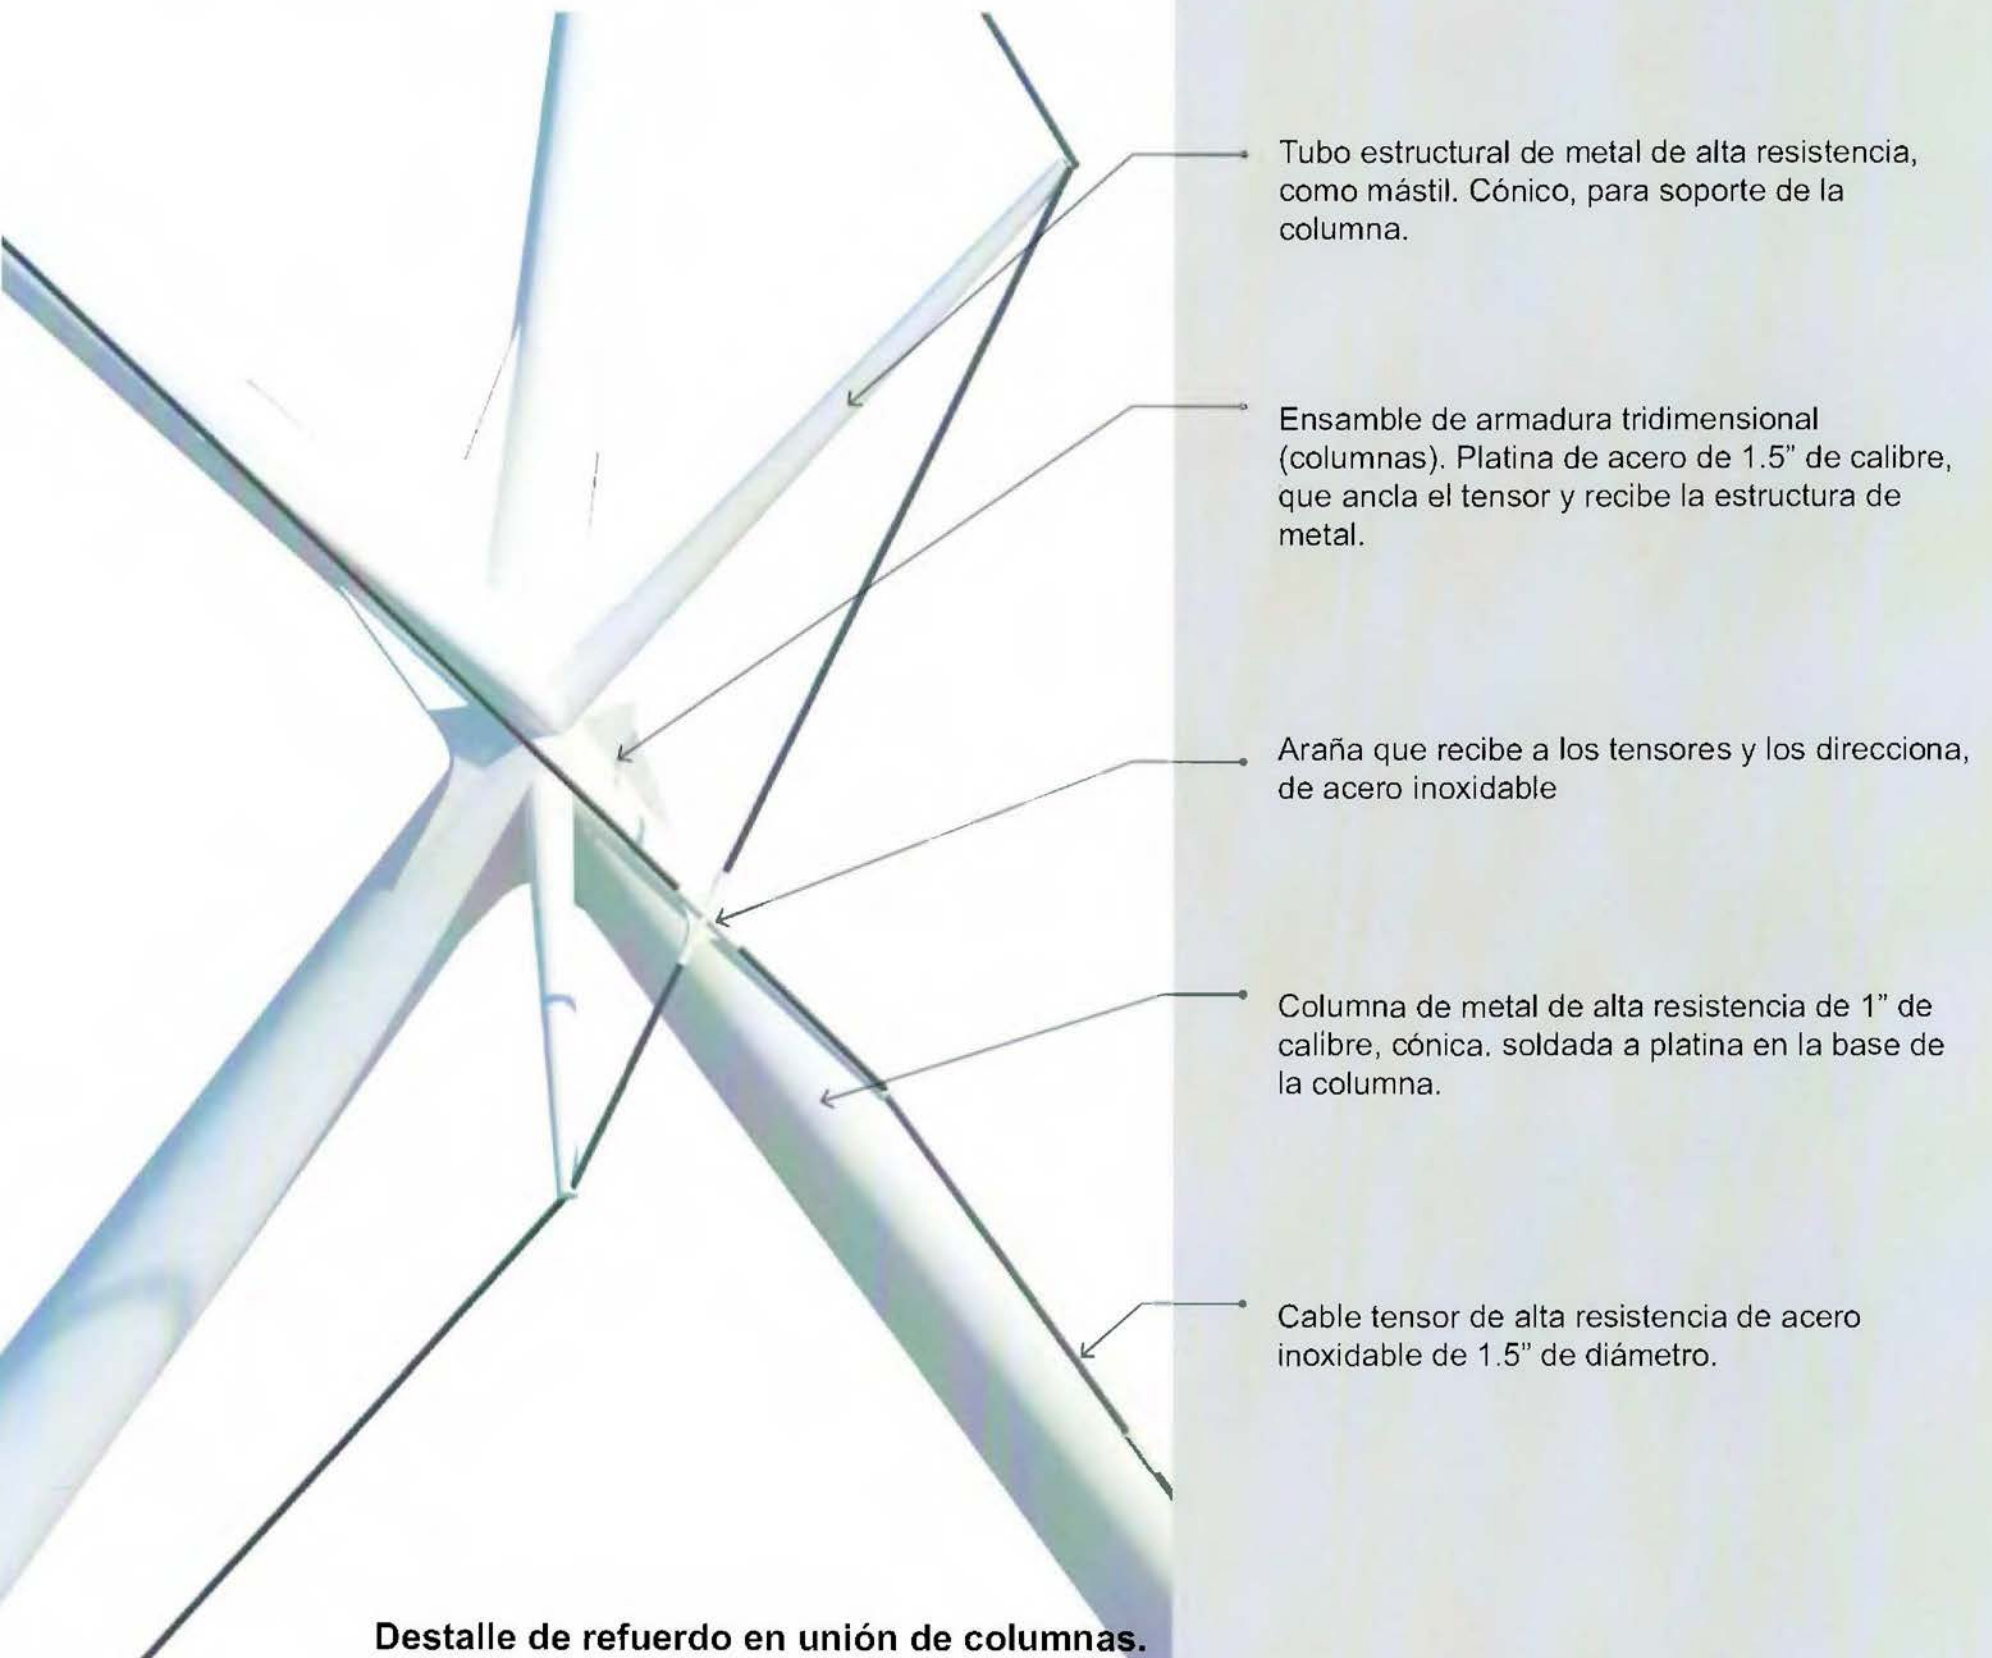 Tubo estructural de metal de alta resistencia,
como mástil. Cónico, para soporte de la
columna.
Ensamble de armadura tridimensional
(columnas). Platina de acero de 1.5” de calibre,
que ancla el tensor y recibe la estructura de
metal.
Araña que recibe a los tensores y los direcciona,
de acero inoxidable
Columna de metal de alta resistencia de 1” de
calibre, cónica. soldada a platina en la base de
la columna.
Cable tensor de alta resistencia de acero
inoxidable de 1.5” de diámetro.
Destalle de refuerdo en unión de columnas.